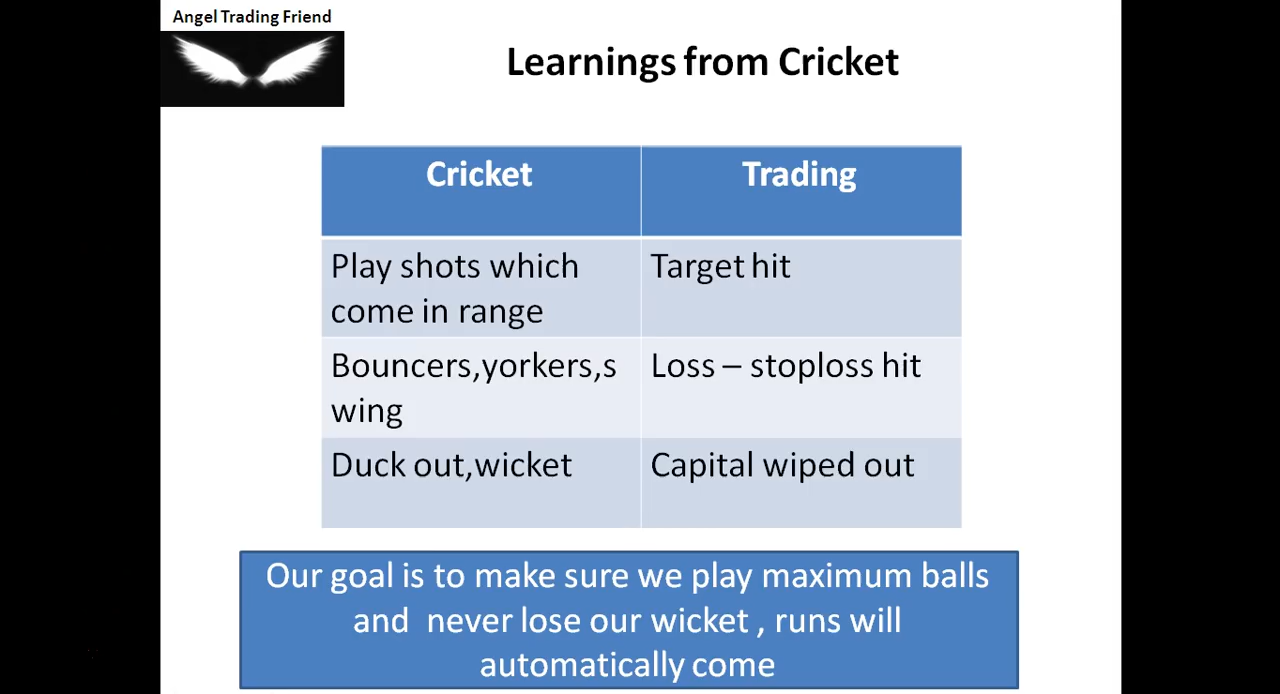 Angel Trading Friend
Learnings from Cricket
Cricket
Trading
Play shots which
come in range
Target hit
Bouncers,yorkers,s
wing
Loss – stoploss hit
Duck out,wicket
Capital wiped out
Our goal is to make sure we play maximum balls
and never lose our wicket , runs will
automatically come